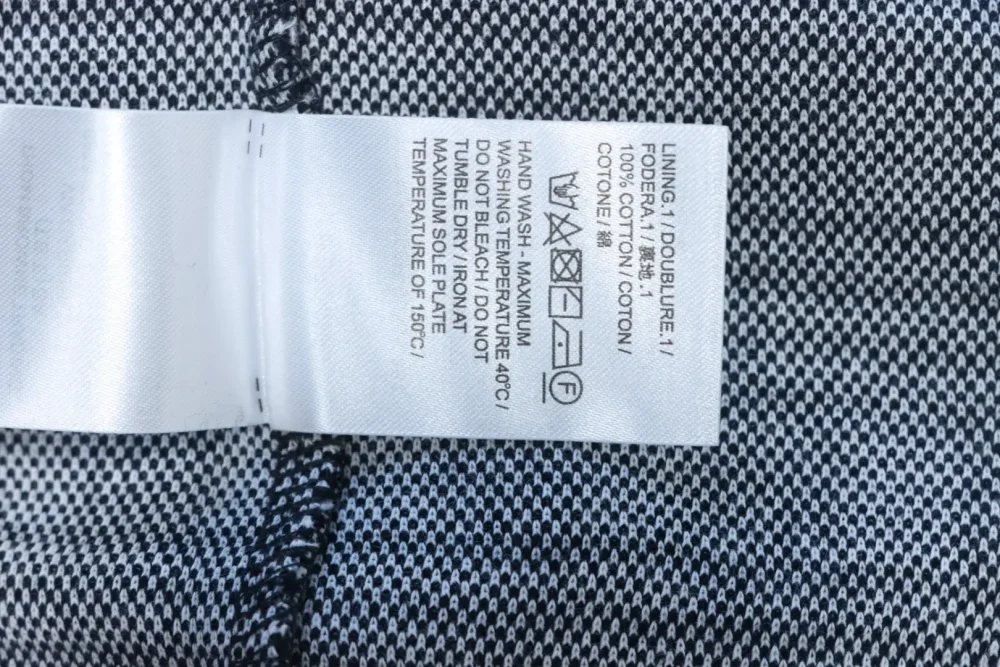 LINING.1 / DOUBLURE.1 /
FODERA.1 / 裏地 .1
100% COTTON / COTON /
COTONE / 綿
F
HAND WASH - MAXIMUM
WASHING TEMPERATURE 40°C /
DO NOT BLEACH / DO NOT
TUMBLE DRY / IRON AT
MAXIMUM SOLE PLATE
TEMPERATURE OF 150°C /